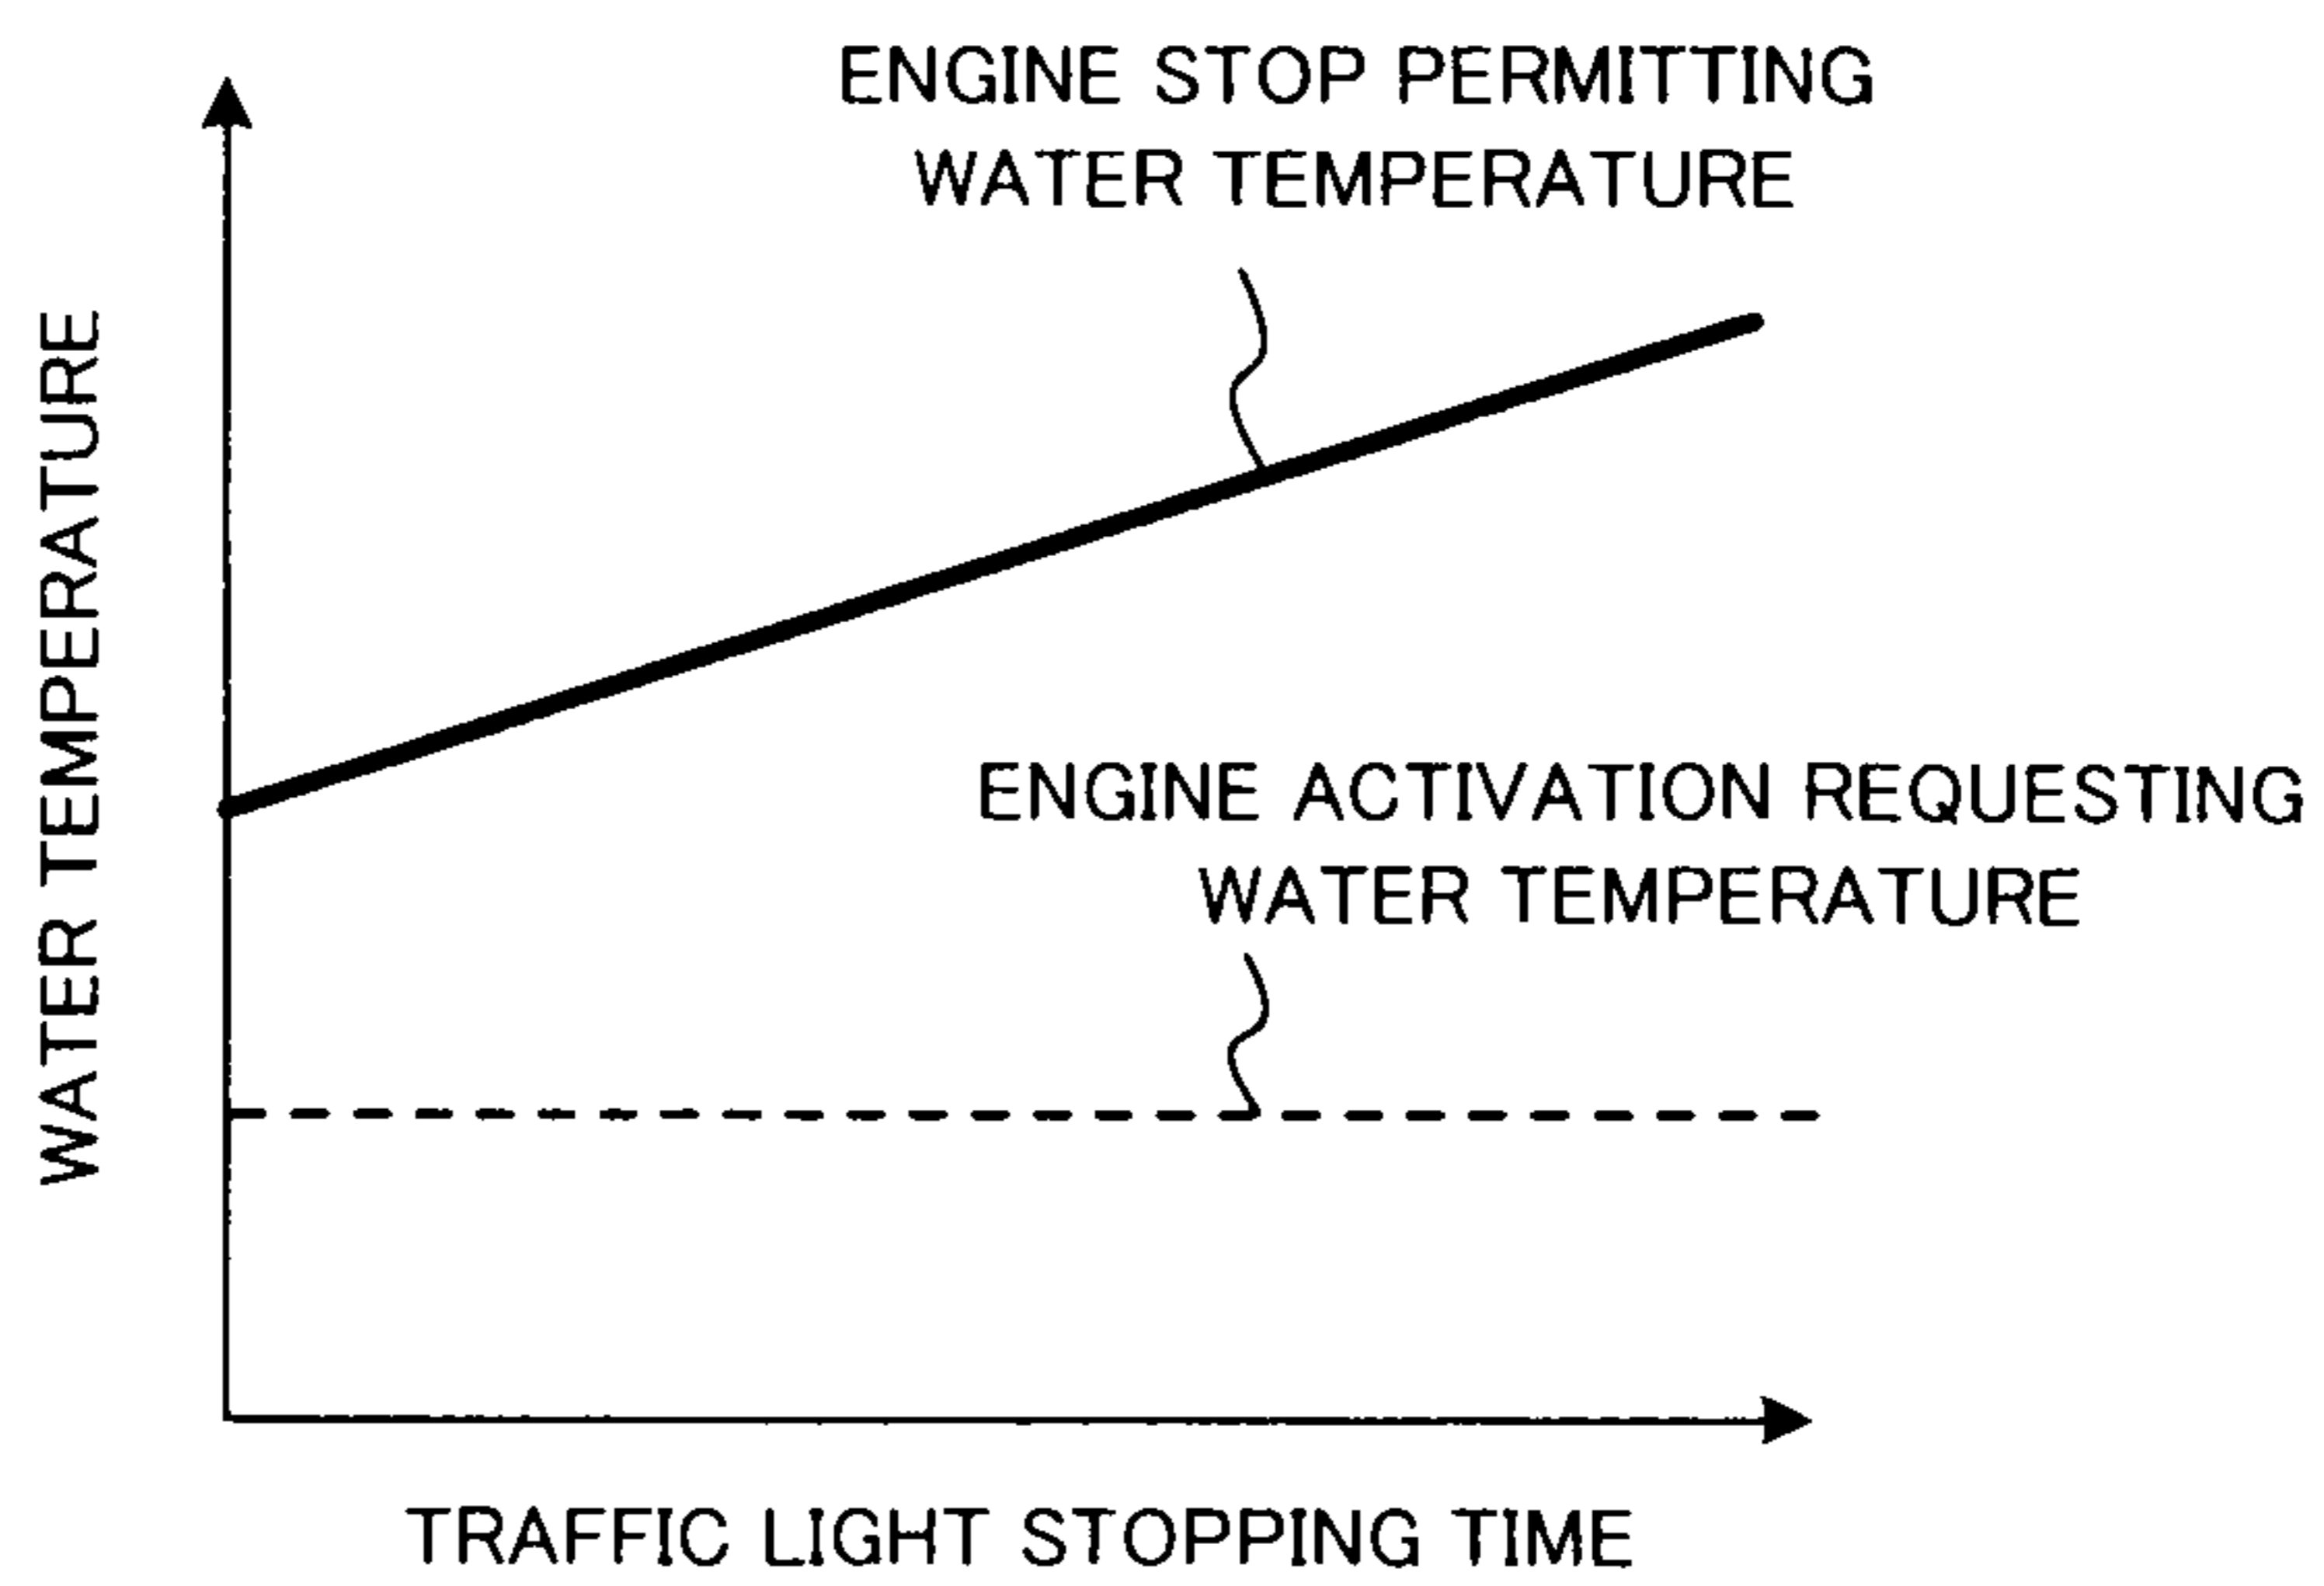 ENGINE STOP PERMITTING
WATER TEMPERATURE
WATER TEMPERATURE
ENGINE ACTIVATION REQUESTING
WATER TEMPERATURE
TRAFFIC LIGHT STOPPING TIME